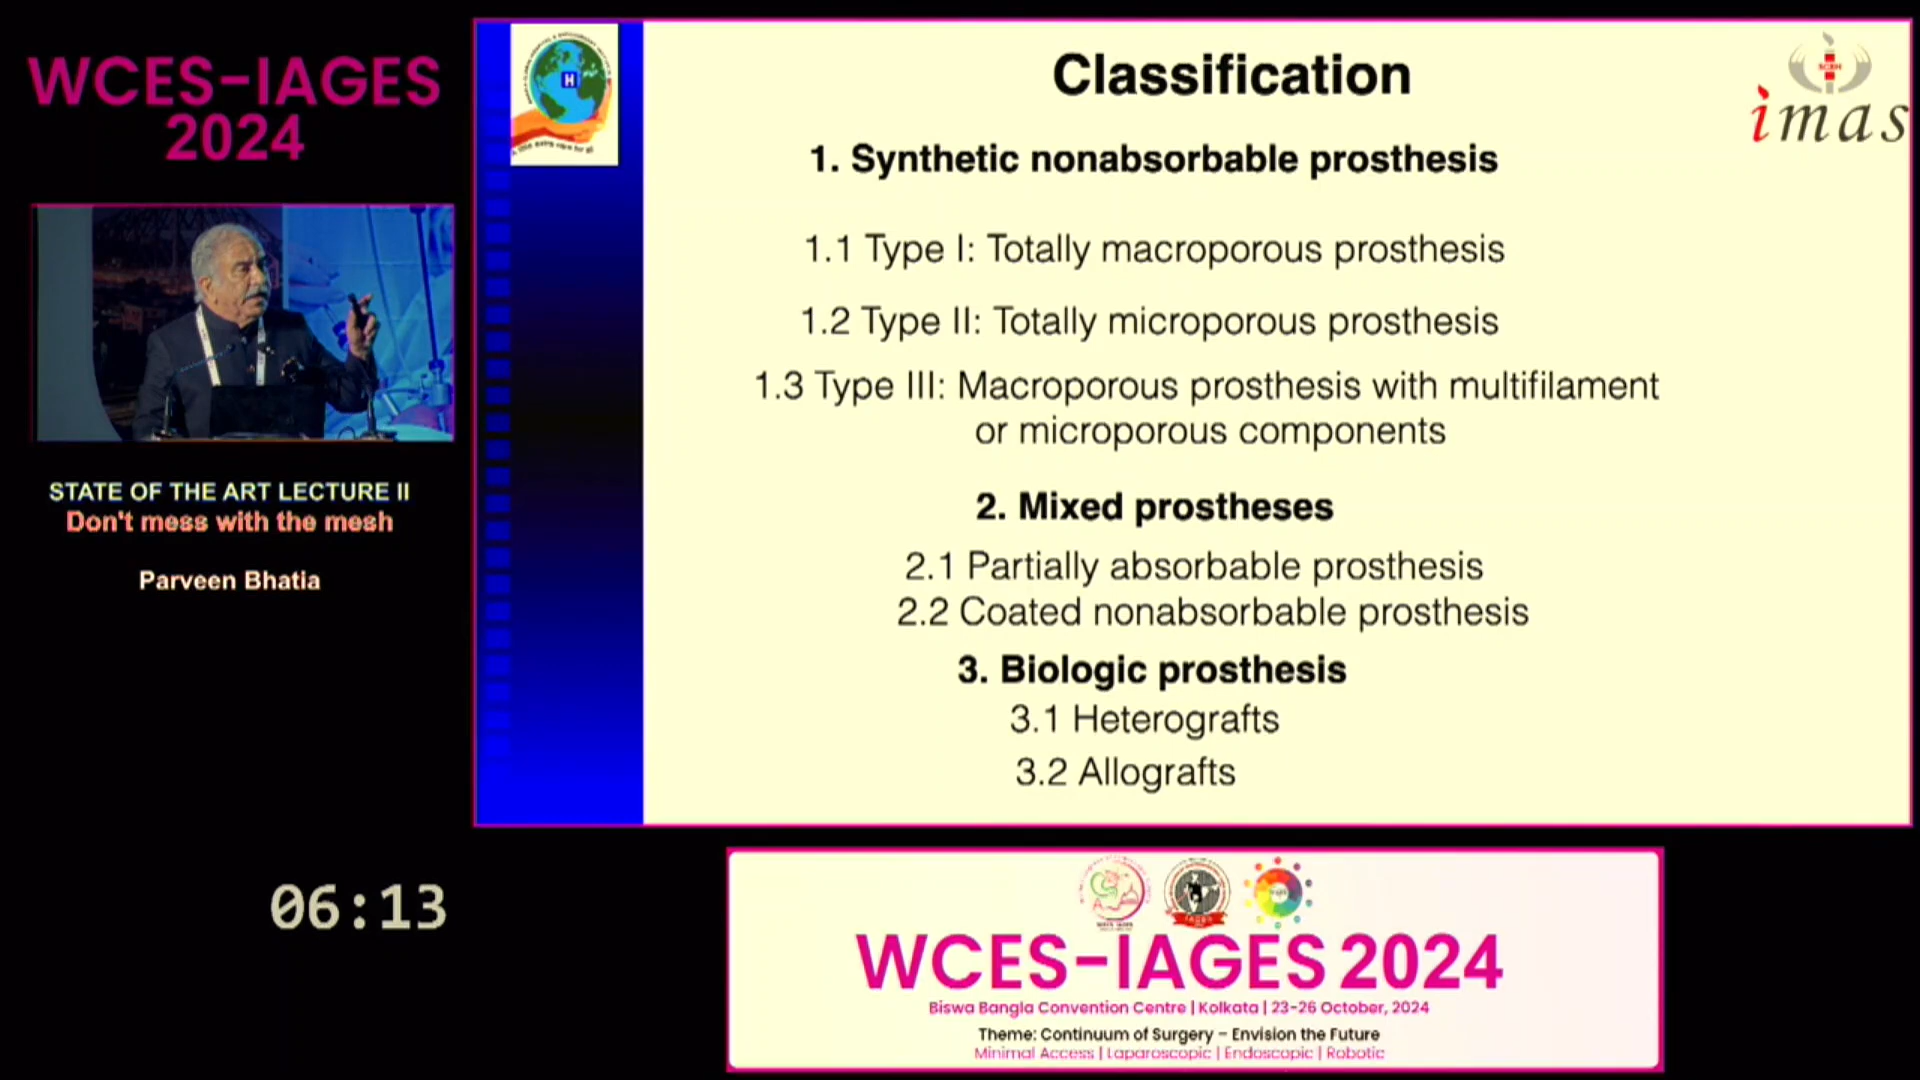 WCES-IAGES
2024
STATE OF THE ART LECTURE II
Don't mess with the mesh
Parveen Bhatia
06:13
Classification
imas
1. Synthetic nonabsorbable prosthesis
1.1 Type I: Totally macroporous prosthesis
1.2 Type II: Totally microporous prosthesis
1.3 Type III: Macroporous prosthesis with multifilament
or microporous components
2. Mixed prostheses
2.1 Partially absorbable prosthesis
2.2 Coated nonabsorbable prosthesis
3. Biologic prosthesis
3.1 Heterografts
3.2 Allografts
H
WCES-IAGES 2024
Biswa Bangla Convention Centre | Kolkata | 23-26 October, 2024
Theme: Continuum of Surgery – Envision the Future
Minimal Access | Laparoscopic | Endoscopic | Robotic